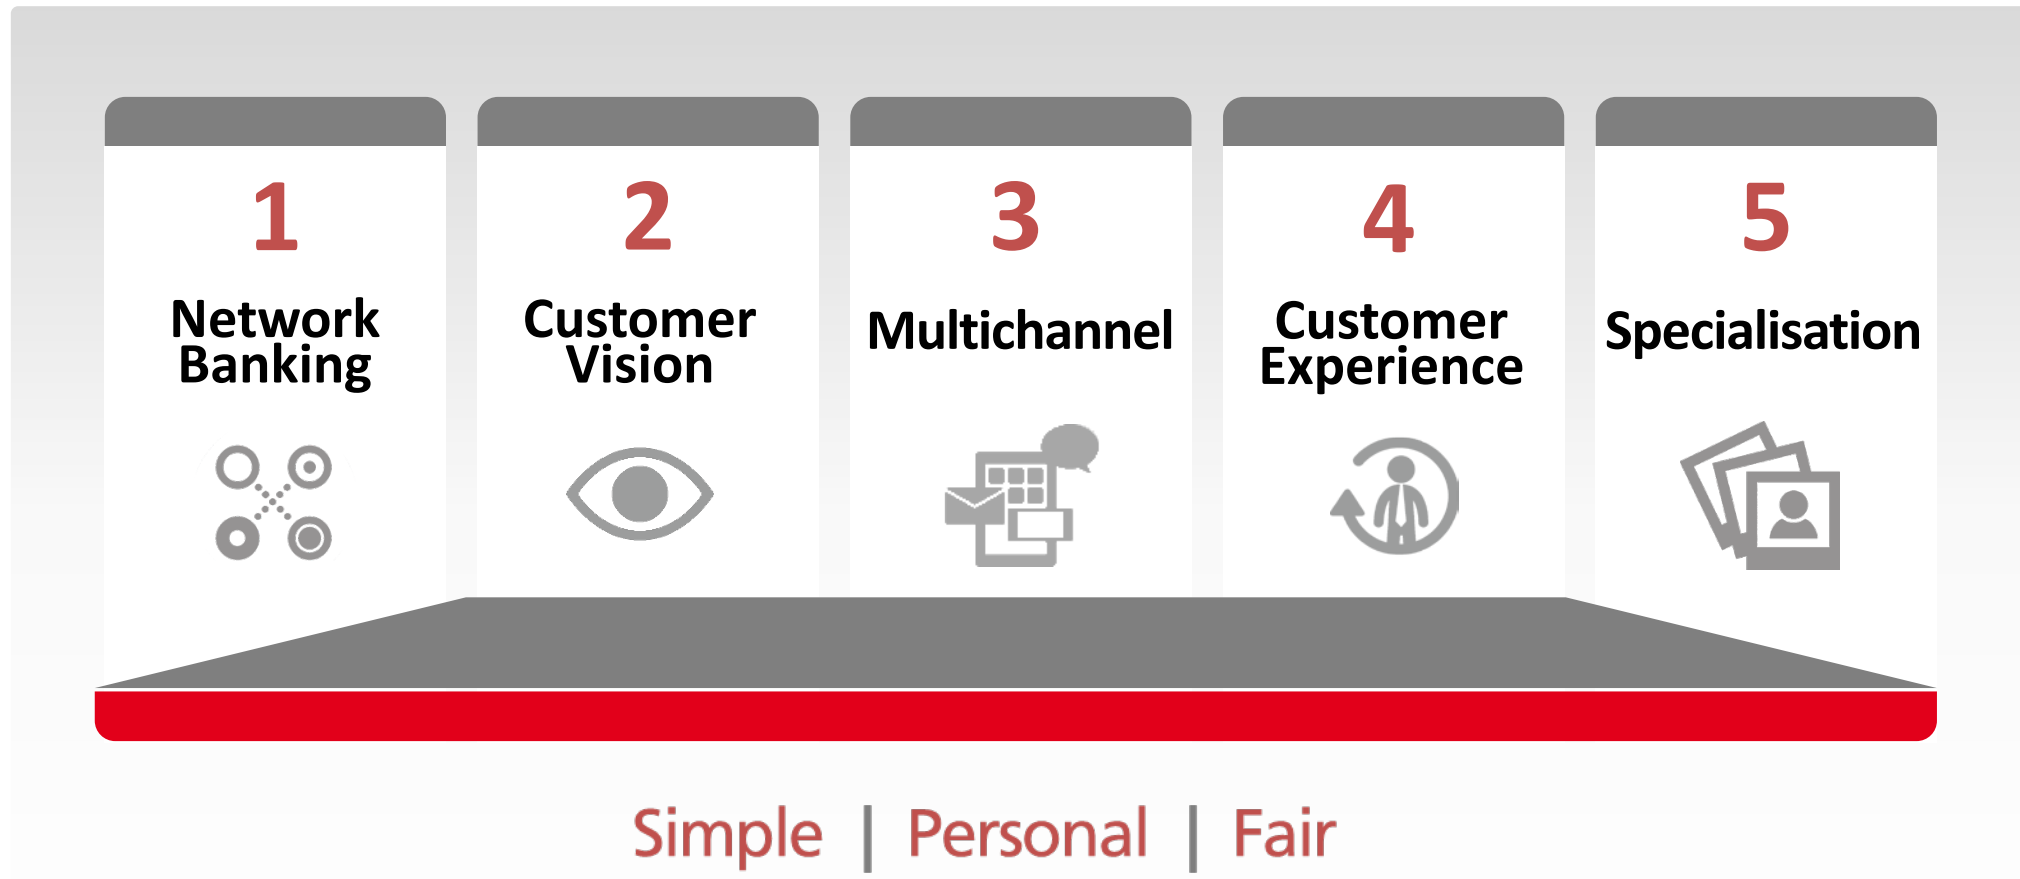 1
Network
Banking
2
Customer
Vision
3
Multichannel
4
Customer
Experience
5
Specialisation
Simple | Personal | Fair